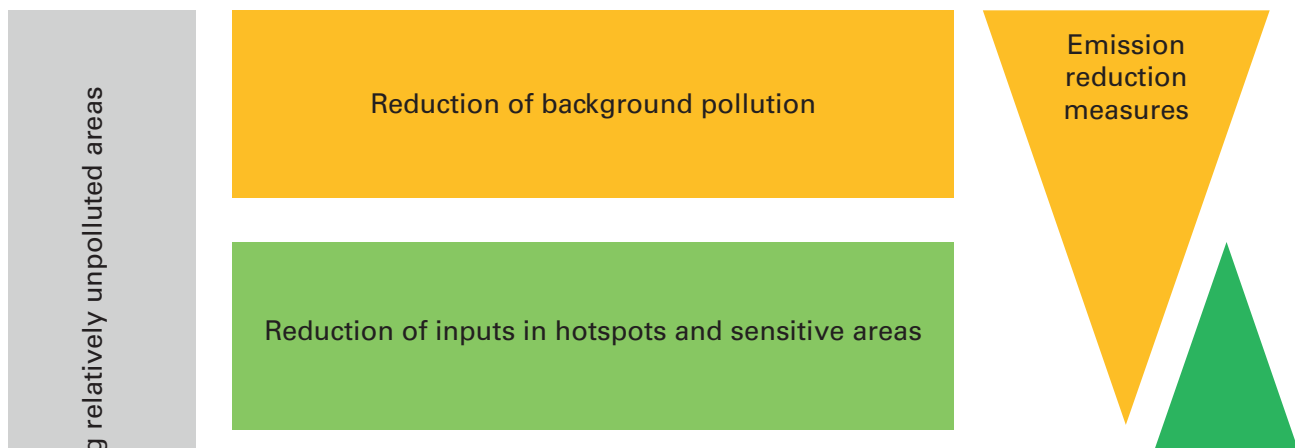 relatively unpolluted areas
Reduction of background pollution
Emission
reduction
measures
Reduction of inputs in hotspots and sensitive areas